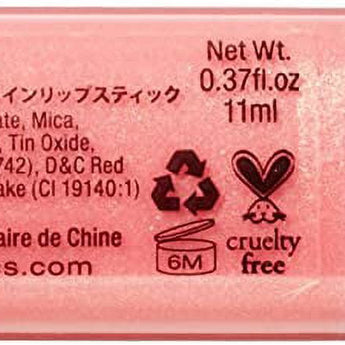 インリップスティック
ate, Mica,
, Tin Oxide,
742), D&C Red
ake (CI 19140:1)
aire de Chine
s.com
Net Wt.
0.37fl.oz
11ml
6M
cruelty
free